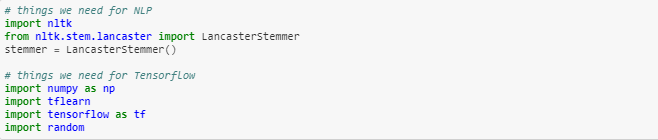 # things we need for NLP
import nltk
from nltk.stem.lancaster import LancasterStemmer
stemmer = LancasterStemmer()
# things we need for Tensorflow
import numpy as np
import tflearn
import tensorflow as tf
import random